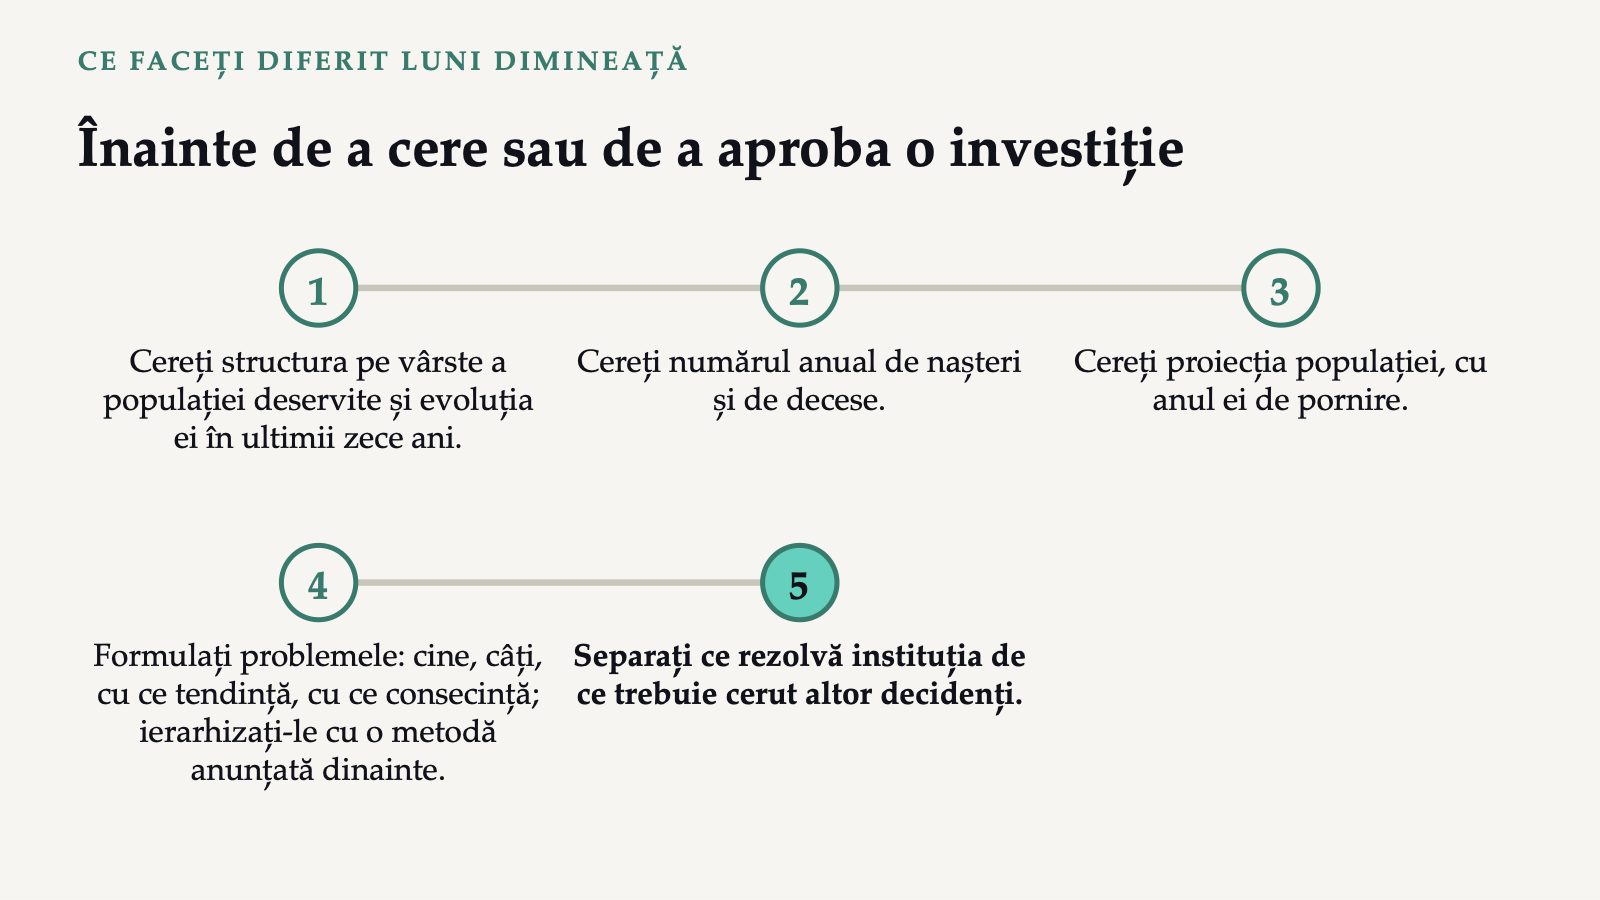 CE FACEȚI DIFERIT LUNI DIMINEAȚĂ
Înainte de a cere sau de a aproba o investiție
1
Cereți structura pe vârste a
populației deservite și evoluția
ei în ultimii zece ani.
2
Cereți numărul anual de nașteri
și de decese.
3
Cereți proiecția populației, cu
anul ei de pornire.
4
Formulați problemele: cine, câți,
cu ce tendință, cu ce consecință;
ierarhizați-le cu o metodă
anunțată dinainte.
5
Separați ce rezolvă instituția de
ce trebuie cerut altor decidenți.